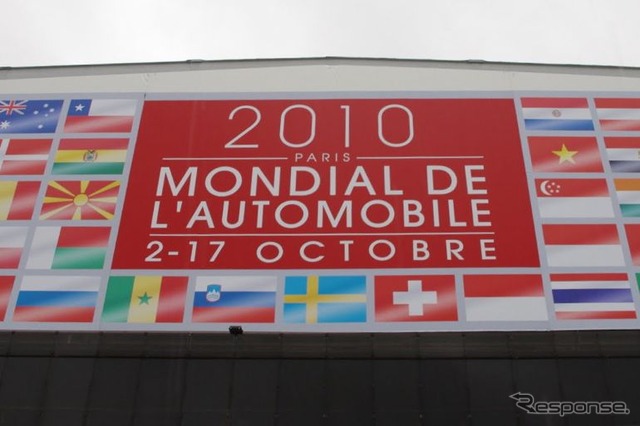 2010
PARIS
MONDIAL DE
L'AUTOMOBILE
2-17 OCTOBRE
Response.